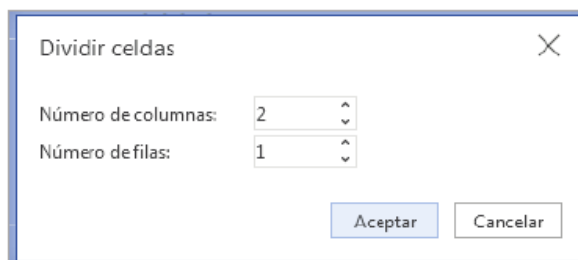 Dividir celdas
Número de columnas: 2
Número de filas: 1
Aceptar Cancelar